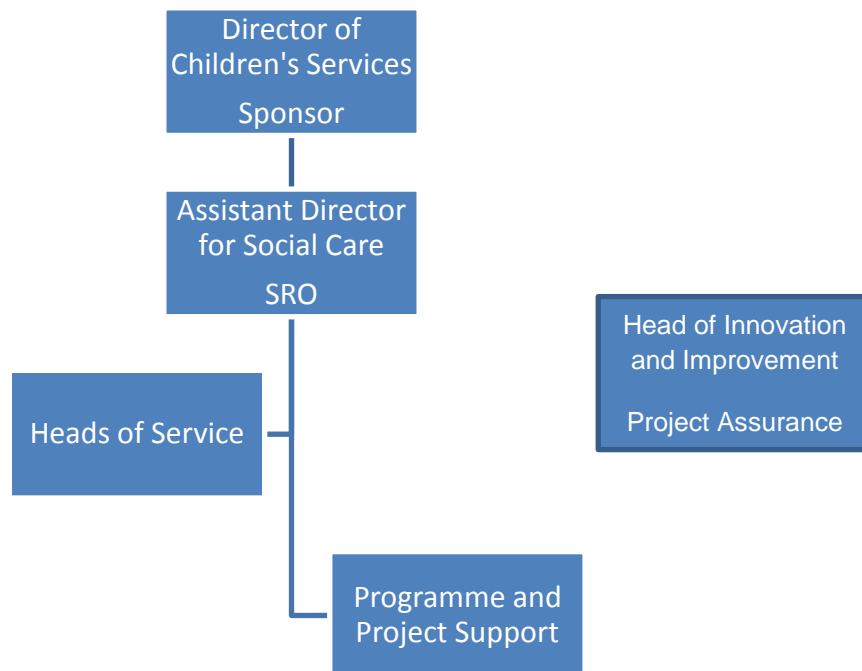 Director of
Children's Services
Sponsor
Assistant Director
for Social Care
SRO
Head of Innovation
and Improvement
Project Assurance
Heads of Service
Programme and
Project Support